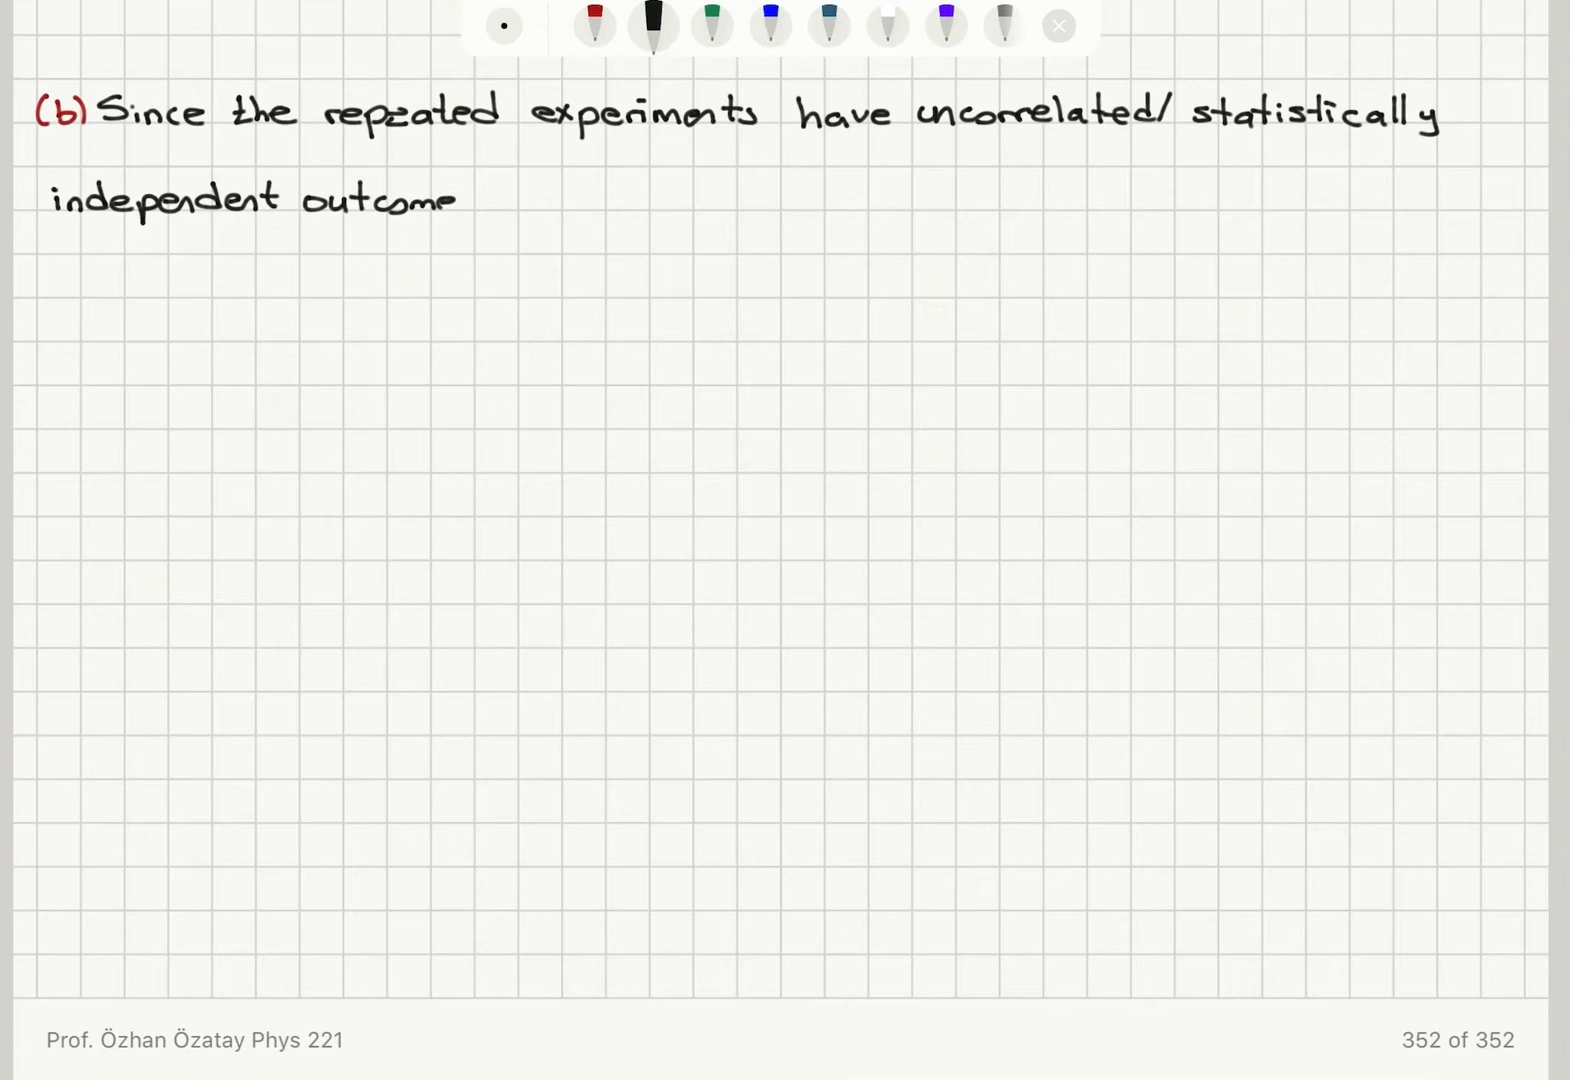 (b) Since the repeated experiments have uncorrelated/ statistically
independent outcome
Prof. Özhan Özatay Phys 221
352 of 352